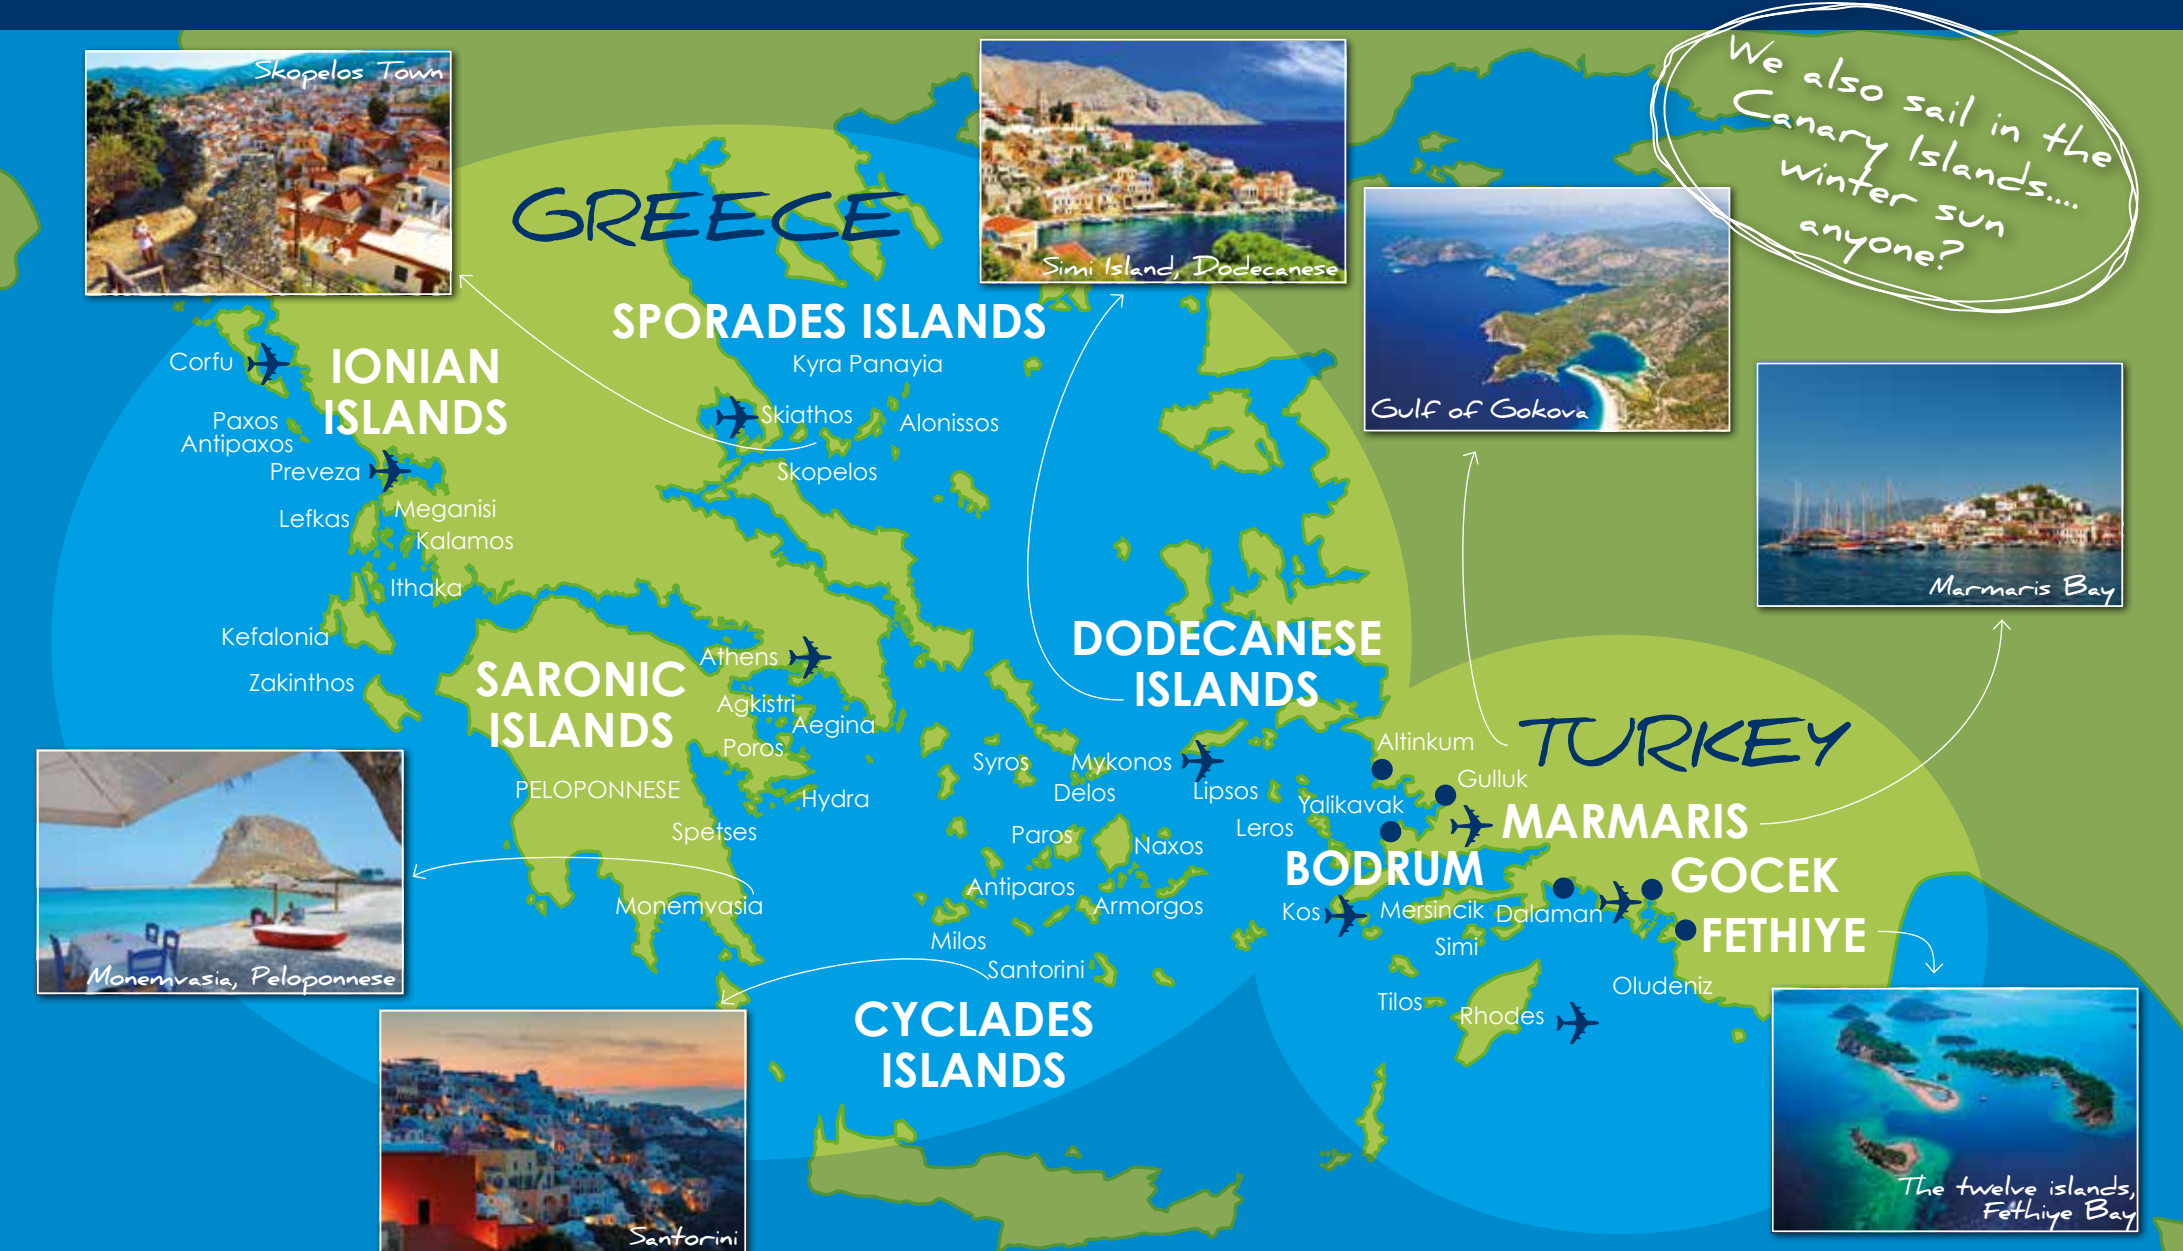 Skopelos Town
Simi Island, Dodecanese
We also sail in the
Canary Islands....
winter sun
anyone?
GREECE
Gulf of Gokova
SPORADES ISLANDS
Kyra Panayia
Skiathos
Alonissos
Skopelos
Corfu
IONIAN
ISLANDS
Paxos
Antipaxos
Preveza
Lefkas
Meganisi
Kalamos
Ithaka
Kefalonia
Zakinthos
Marmaris Bay
DODECANESE
ISLANDS
SARONIC
ISLANDS
Athens
Agkistri
Aegina
Poros
PELOPONNESE
Hydra
Spetses
Monemvasia
Monemvasia, Peloponnese
Syros
Mykonos
Delos
Lipsos
Leros
Paros
Naxos
Antiparos
Armorgos
Milos
Santorini
CYCLADES
ISLANDS
Santorini
TURKEY
Altinkum
Gulluk
Yalikavak
MARMARIS
BODRUM
GOCEK
Kos
Mersincik
Dalaman
FETHIYE
Simi
Tilos
Rhodes
Oludeniz
The twelve islands,
Fethiye Bay